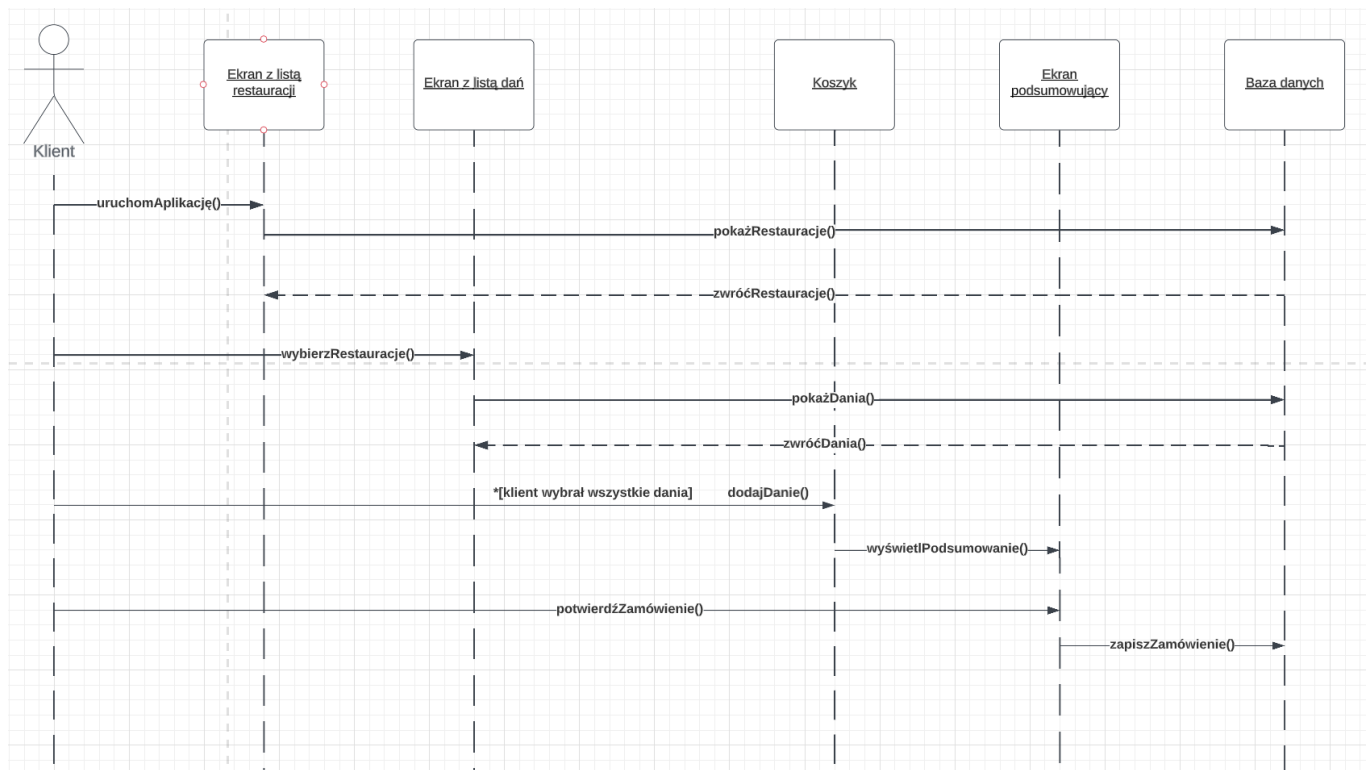 Klient
Ekran z listą
restauracji
Ekran z listą dań
Koszyk
Ekran
podsumowujący
Baza danych
uruchomAplikację()
pokażRestauracje()
zwróćRestauracje()
wybierzRestauracje()
pokażDania()
zwróćDania()
*[klient wybrał wszystkie dania] dodajDanie()
wyświetlPodsumowanie()
potwierdźZamówienie()
zapiszZamówienie()